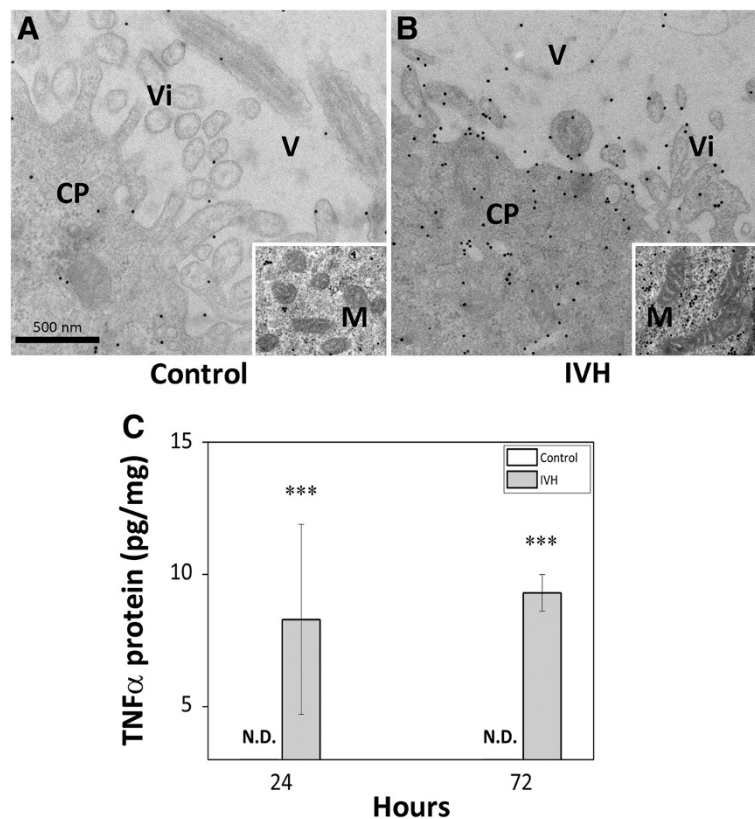 A
Vi
V
CP
M
500 nm
Control
B
V
Vi
CP
M
IVH
C
TNFα protein (pg/mg)
15
10
5
Control
IVH
***
***
N.D.
N.D.
24
72
Hours